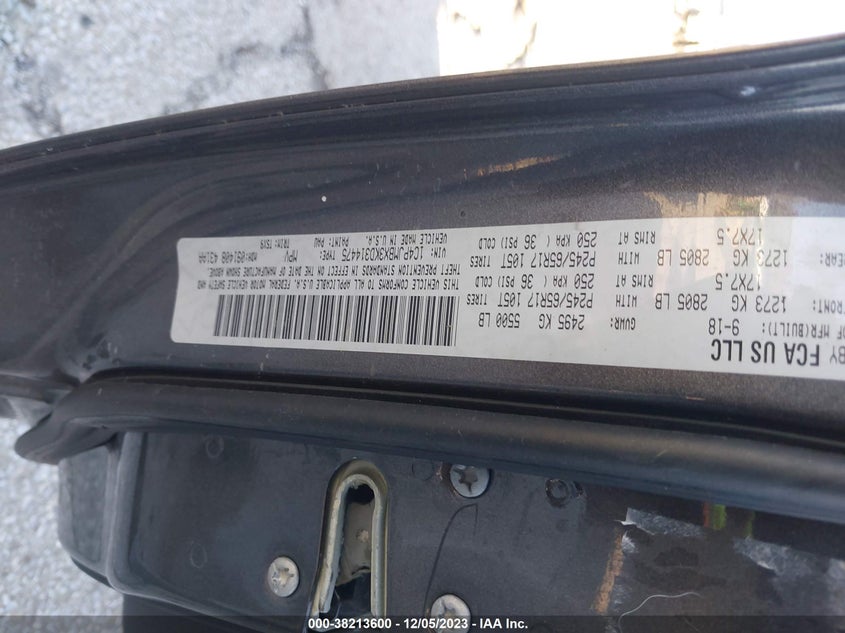 BY FCA US LLC
OF MFR(BUILT): 9-18 GVWR: 2495 KG 5500 LB
FRONT: 1273 KG 2805 LB WITH P245/65R17 105T TIRES
17X7.5 RIMS AT 250 KPA ( 36 PSI) COLD
REAR: 1273 KG 2805 LB WITH P245/65R17 105T TIRES
17X7.5 RIMS AT 250 KPA ( 36 PSI) COLD
THIS VEHICLE CONFORMS TO ALL APPLICABLE U.S.A. FEDERAL MOTOR VEHICLE SAFETY AND
THEFT PREVENTION STANDARDS IN EFFECT ON THE DATE OF MANUFACTURE SHOWN ABOVE.
VIN: 1C4PJMBX3KD314475 TYPE: MPV MDH:091408 431AA
VEHICLE MADE IN U.S.A. PAINT: PAU TRIM:
000-38213600 - 12/05/2023 - IAA Inc.